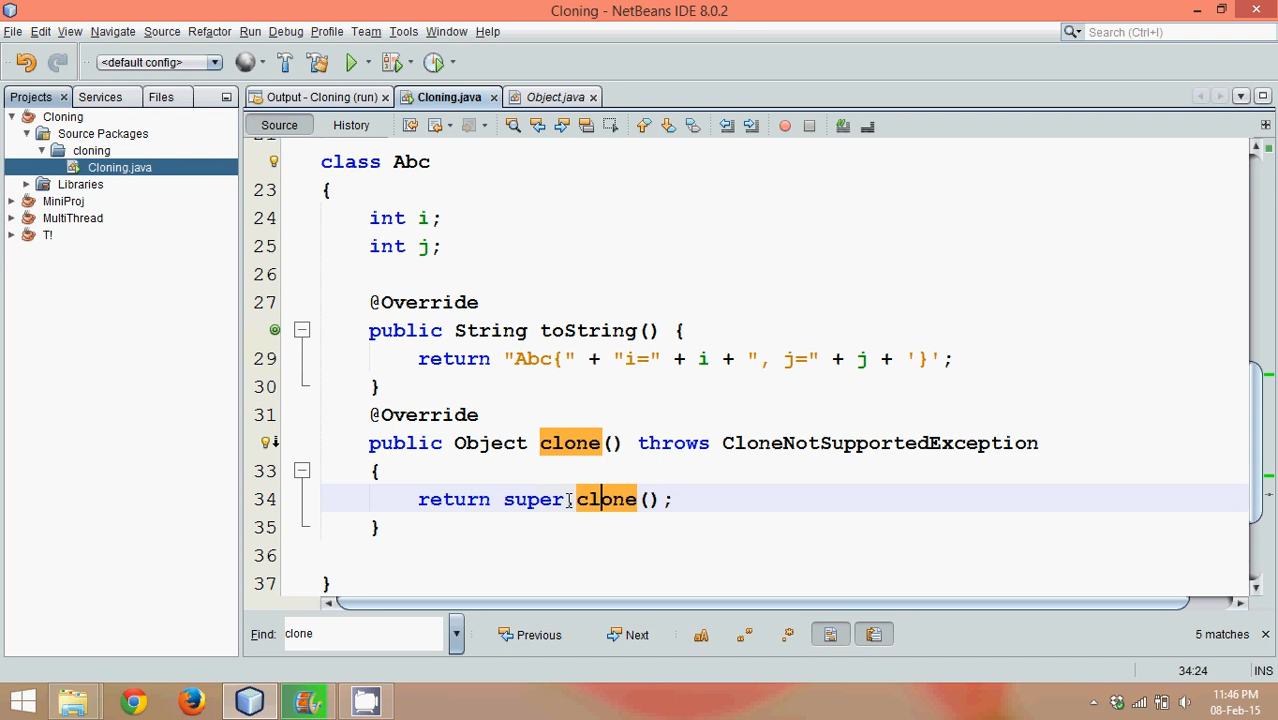 Cloning - NetBeans IDE 8.0.2
File Edit View Navigate Source Refactor Run Debug Profile Team Tools Window Help
Search (Ctrl+I)
<default config>
Projects Services Files
Output - Cloning (run) Cloning.java Object.java
Cloning
Source Packages
cloning
Cloning.java
Libraries
MiniProj
MultiThread
T!
Source History
class Abc
23 {
24 int i;
25 int j;
26
27 @Override
public String toString() {
29 return "Abc{" + "i=" + i + ", j=" + j + '}';
30 }
31 @Override
public Object clone() throws CloneNotSupportedException
33 {
34 return super.clone();
35 }
36
37 }
Find: clone Previous Next 5 matches
34:24 INS
11:46 PM
08-Feb-15